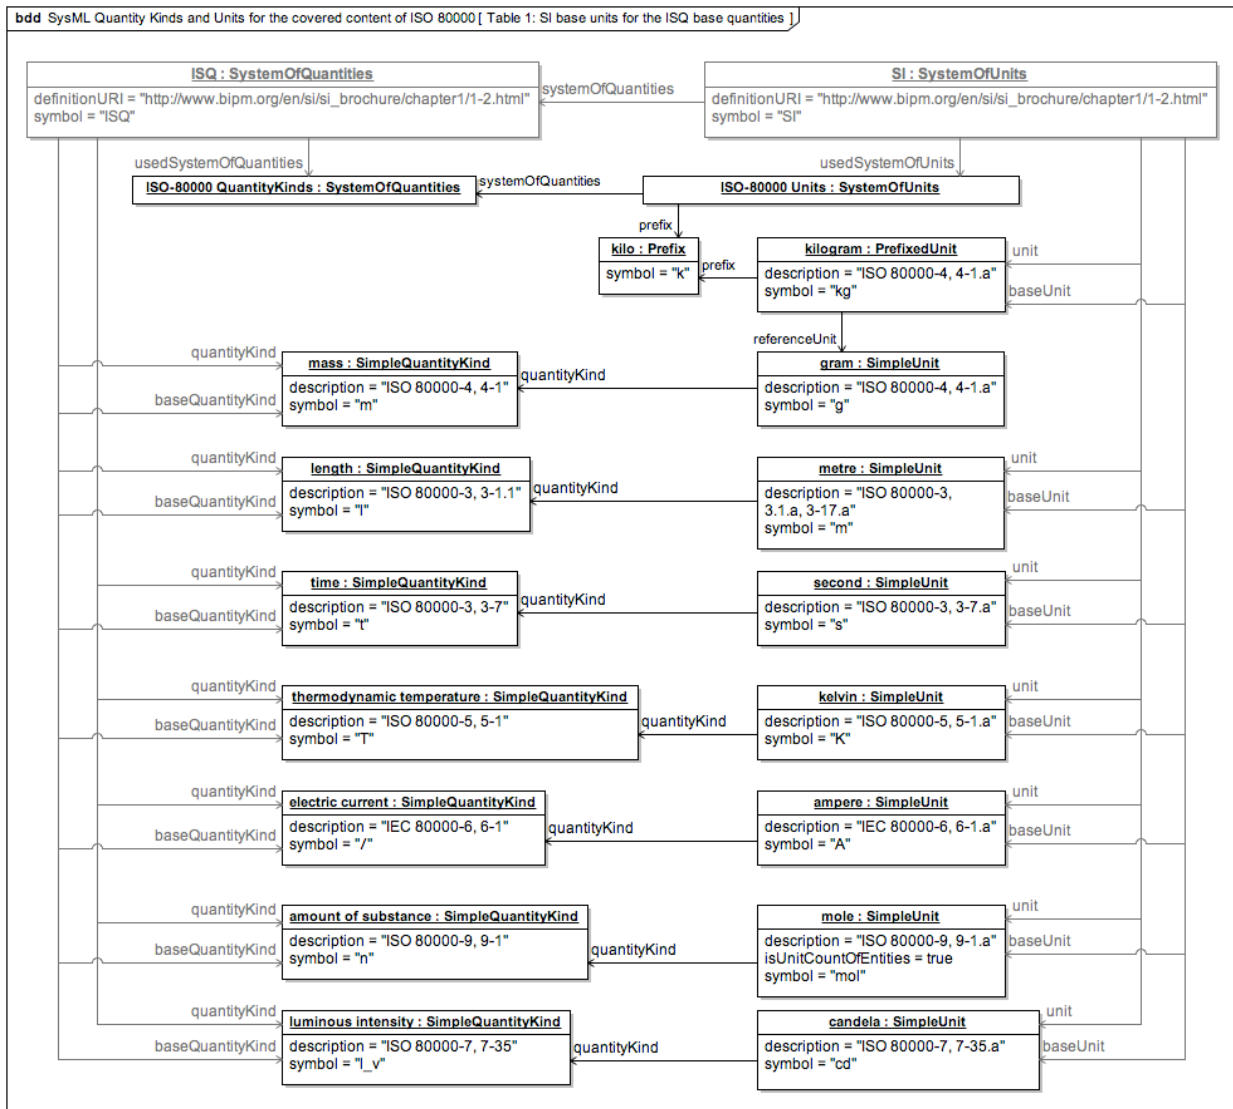 bdd SysML Quantity Kinds and Units for the covered content of ISO 80000 [ Table 1: SI base units for the ISQ base quantities ]
ISQ : SystemOfQuantities
definitionURI = "http://www.bipm.org/en/si/si_brochure/chapter1/1-2.html"
symbol = "ISQ"
systemOfQuantities
SI : SystemOfUnits
definitionURI = "http://www.bipm.org/en/si/si_brochure/chapter1/1-2.html"
symbol = "SI"
usedSystemOfQuantities
usedSystemOfUnits
ISO-80000 QuantityKinds : SystemOfQuantities
systemOfQuantities
ISO-80000 Units : SystemOfUnits
prefix
kilo : Prefix
symbol = "k"
prefix
kilogram : PrefixedUnit
description = "ISO 80000-4, 4-1.a"
symbol = "kg"
unit
baseUnit
referenceUnit
quantityKind
baseQuantityKind
mass : SimpleQuantityKind
description = "ISO 80000-4, 4-1"
symbol = "m"
quantityKind
gram : SimpleUnit
description = "ISO 80000-4, 4-1.a"
symbol = "g"
quantityKind
baseQuantityKind
length : SimpleQuantityKind
description = "ISO 80000-3, 3-1.1"
symbol = "l"
quantityKind
metre : SimpleUnit
description = "ISO 80000-3,
3.1.a, 3-17.a"
symbol = "m"
unit
baseUnit
quantityKind
baseQuantityKind
time : SimpleQuantityKind
description = "ISO 80000-3, 3-7"
symbol = "t"
quantityKind
second : SimpleUnit
description = "ISO 80000-3, 3-7.a"
symbol = "s"
unit
baseUnit
quantityKind
baseQuantityKind
thermodynamic temperature : SimpleQuantityKind
description = "ISO 80000-5, 5-1"
symbol = "T"
quantityKind
kelvin : SimpleUnit
description = "ISO 80000-5, 5-1.a"
symbol = "K"
unit
baseUnit
quantityKind
baseQuantityKind
electric current : SimpleQuantityKind
description = "IEC 80000-6, 6-1"
symbol = "/"
quantityKind
ampere : SimpleUnit
description = "IEC 80000-6, 6-1.a"
symbol = "A"
unit
baseUnit
quantityKind
baseQuantityKind
amount of substance : SimpleQuantityKind
description = "ISO 80000-9, 9-1"
symbol = "n"
quantityKind
mole : SimpleUnit
description = "ISO 80000-9, 9-1.a"
isUnitCountOfEntities = true
symbol = "mol"
unit
baseUnit
quantityKind
baseQuantityKind
luminous intensity : SimpleQuantityKind
description = "ISO 80000-7, 7-35"
symbol = "l_v"
quantityKind
candela : SimpleUnit
description = "ISO 80000-7, 7-35.a"
symbol = "cd"
unit
baseUnit